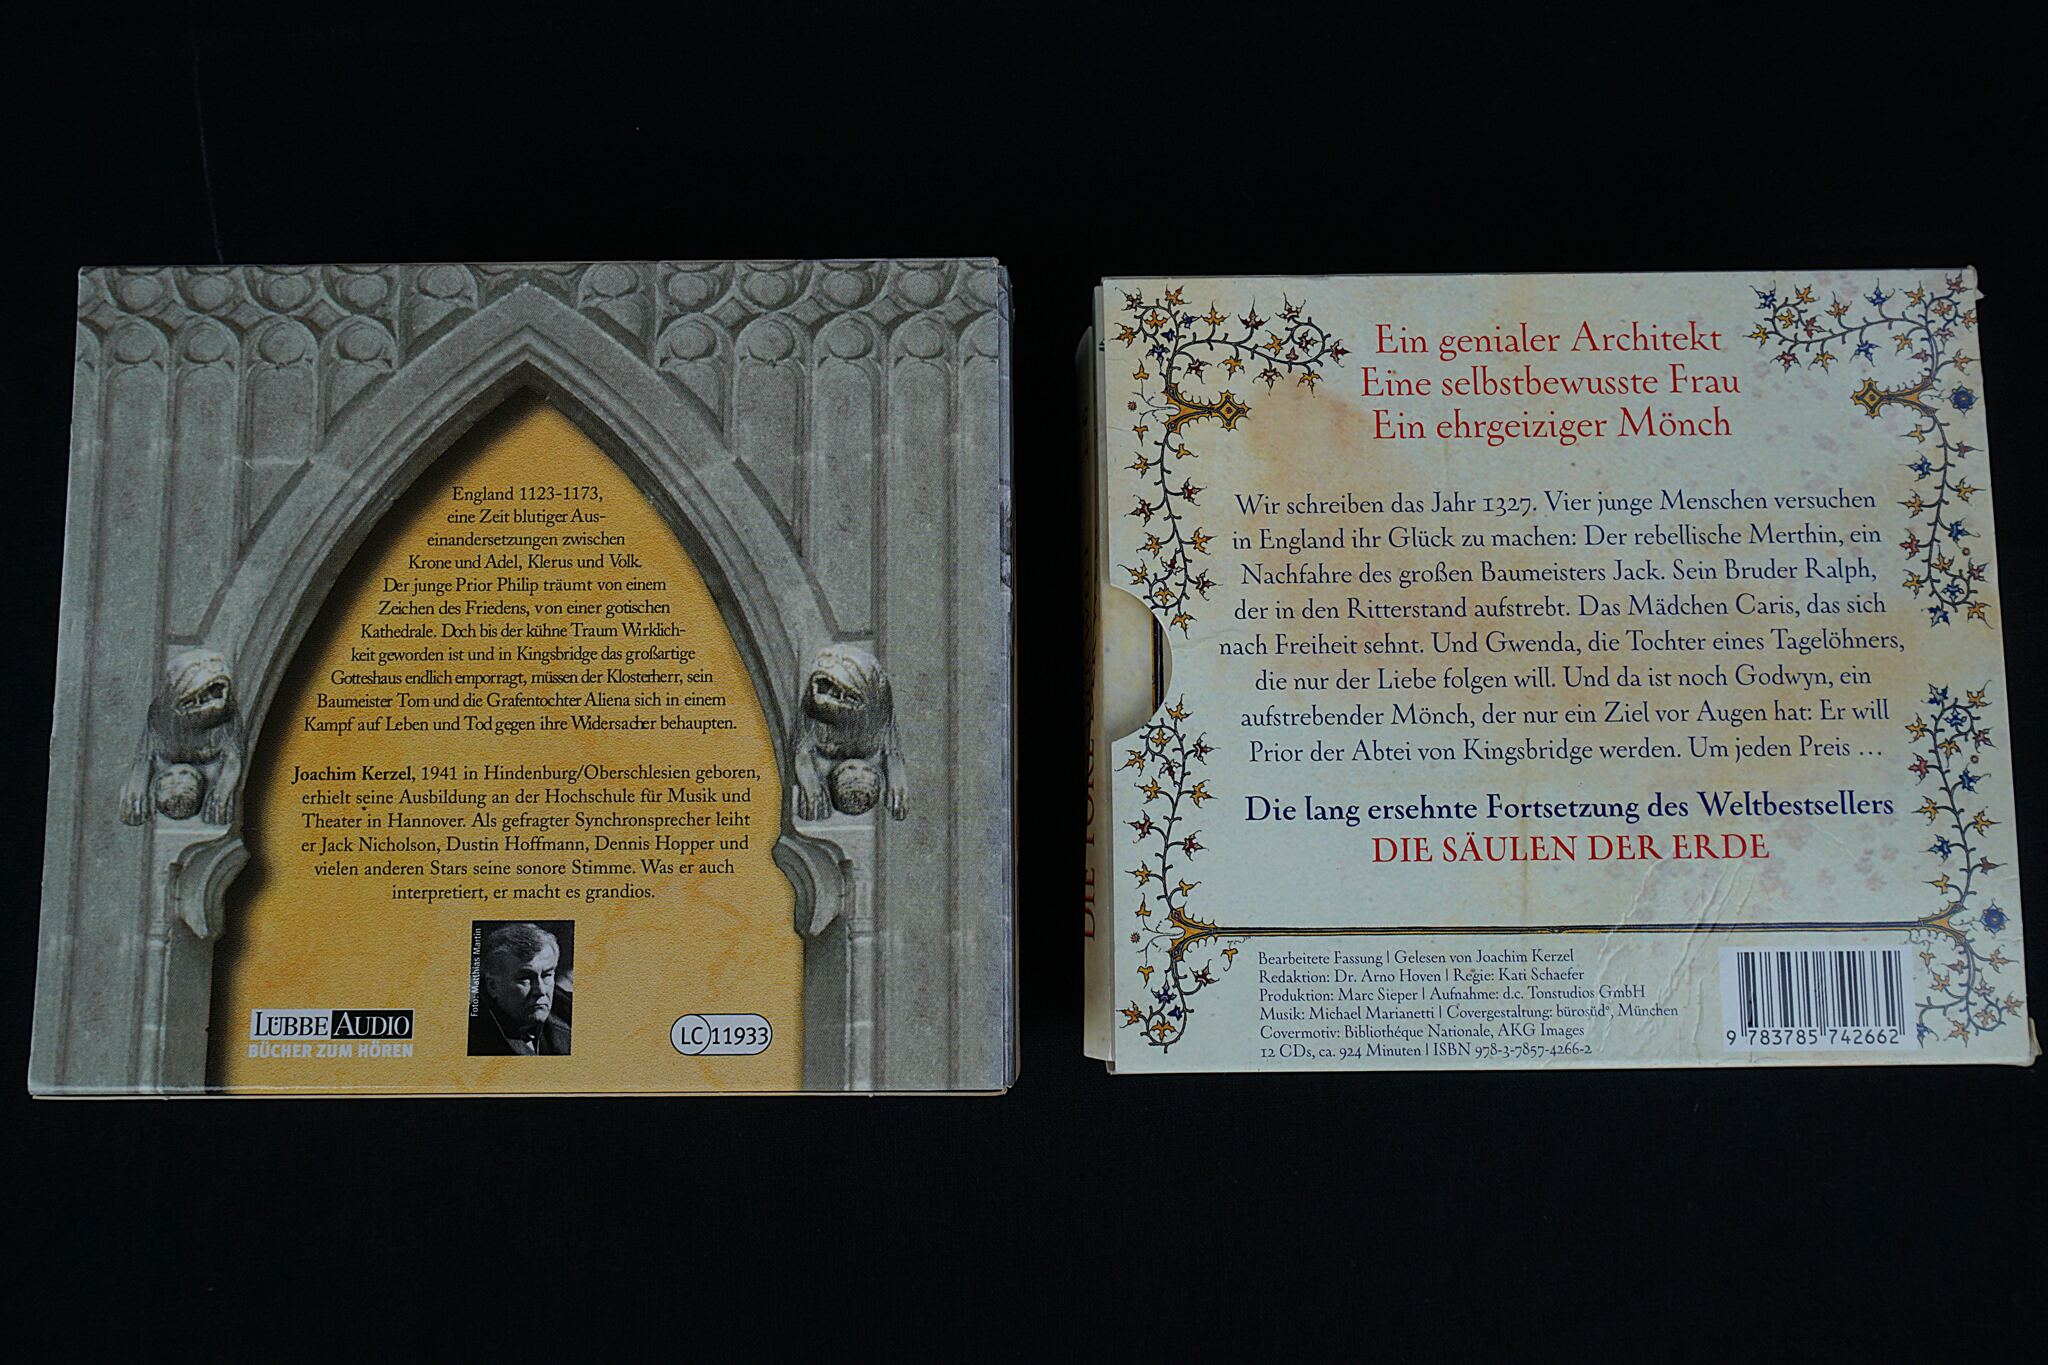 England 1123-1173,
eine Zeit blutiger Aus-
einandersetzungen zwischen
Krone und Adel, Klerus und Volk.
Der junge Prior Philip träumt von einem
Zeichen des Friedens, von einer gotischen
Kathedrale. Doch bis der kühne Traum Wirklich-
keit geworden ist und in Kingsbridge das großartige
Gotteshaus endlich emporragt, müssen der Klosterherr, sein
Baumeister Tom und die Grafentochter Aliena sich in einem
Kampf auf Leben und Tod gegen ihre Widersacher behaupten.
Joachim Kerzel, 1941 in Hindenburg/Oberschlesien geboren,
erhielt seine Ausbildung an der Hochschule für Musik und
Theater in Hannover. Als gefragter Synchronsprecher leiht
er Jack Nicholson, Dustin Hoffmann, Dennis Hopper und
vielen anderen Stars seine sonore Stimme. Was er auch
interpretiert, er macht es grandios.
Foto: Matthias Martin
LÜBBE AUDIO
BÜCHER ZUM HÖREN
LC 11933
Ein genialer Architekt
Eine selbstbewusste Frau
Ein ehrgeiziger Mönch
Wir schreiben das Jahr 1327. Vier junge Menschen versuchen
in England ihr Glück zu machen: Der rebellische Merthin, ein
Nachfahre des großen Baumeisters Jack. Sein Bruder Ralph,
der in den Ritterstand aufstrebt. Das Mädchen Caris, das sich
nach Freiheit sehnt. Und Gwenda, die Tochter eines Tagelöhners,
die nur der Liebe folgen will. Und da ist noch Godwyn, ein
aufstrebender Mönch, der nur ein Ziel vor Augen hat: Er will
Prior der Abtei von Kingsbridge werden. Um jeden Preis ...
Die lang ersehnte Fortsetzung des Weltbestsellers
DIE SÄULEN DER ERDE
Bearbeitete Fassung | Gelesen von Joachim Kerzel
Redaktion: Dr. Arno Hoven | Regie: Kati Schaefer
Produktion: Marc Sieper | Aufnahme: d.c. Tonstudios GmbH
Musik: Michael Marianetti | Covergestaltung: bürosüd°, München
Covermotiv: Bibliothéque Nationale, AKG Images
12 CDs, ca. 924 Minuten | ISBN 978-3-7857-4266-2
9 783785 742662